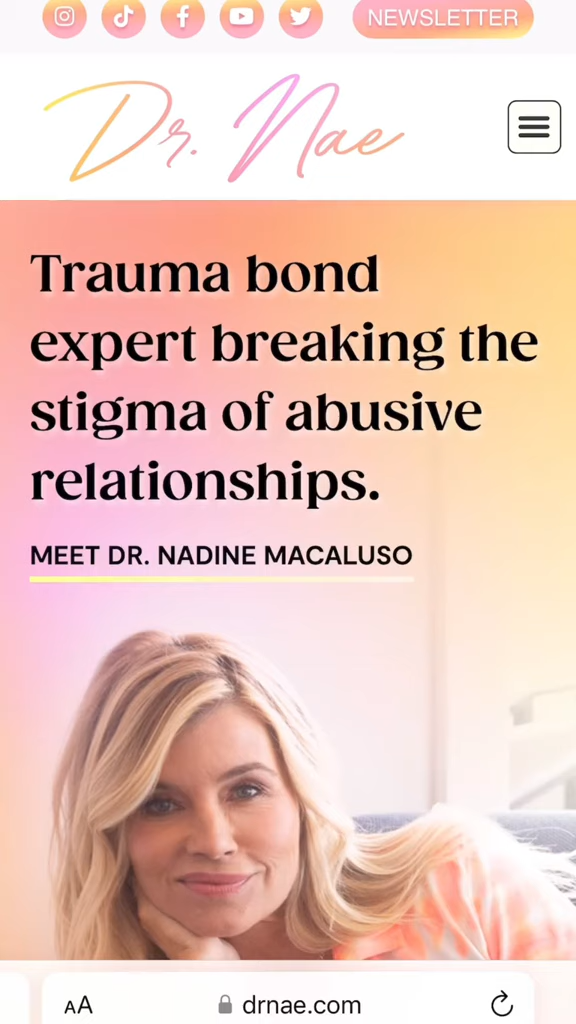 NEWSLETTER
Dr. Nae
Trauma bond
expert breaking the
stigma of abusive
relationships.
MEET DR. NADINE MACALUSO
AA
drnae.com